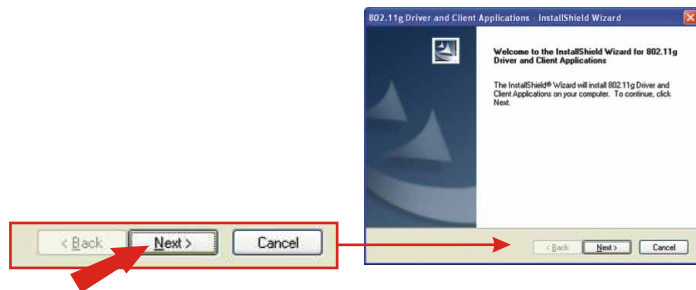 802.11g Driver and Client Applications - InstallShield Wizard
Welcome to the InstallShield Wizard for 802.11g
Driver and Client Applications
The InstallShield® Wizard will install 802.11g Driver and
Client Applications on your computer. To continue, click
Next.
< Back Next > Cancel
< Back Next > Cancel